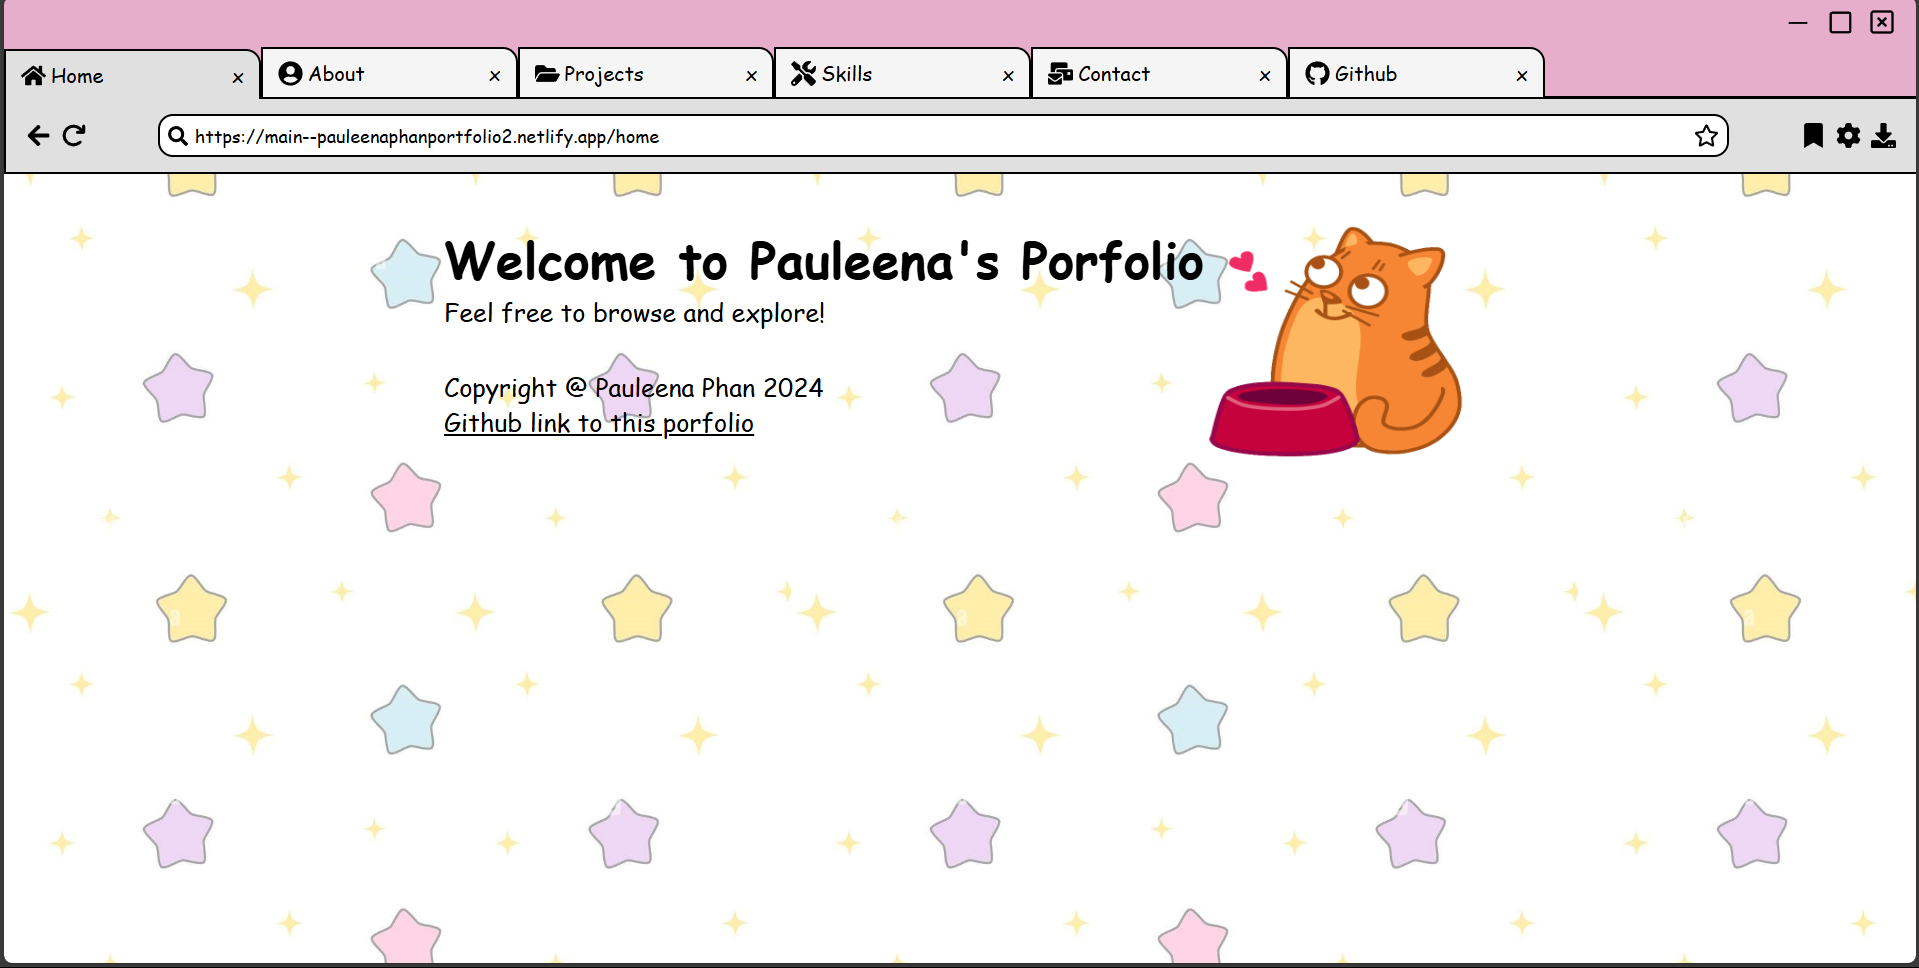 Home x
About x
Projects x
Skills x
Contact x
Github x
https://main--pauleenaphanportfolio2.netlify.app/home
Welcome to Pauleena's Porfolio
Feel free to browse and explore!
Copyright @ Pauleena Phan 2024
Github link to this porfolio